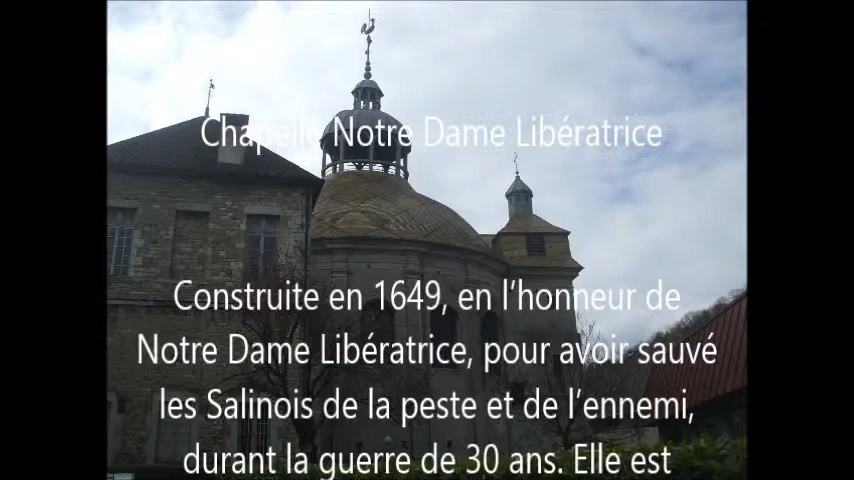 Chapelle Notre Dame Libératrice
Construite en 1649, en l'honneur de
Notre Dame Libératrice, pour avoir sauvé
les Salinois de la peste et de l'ennemi,
durant la guerre de 30 ans. Elle est